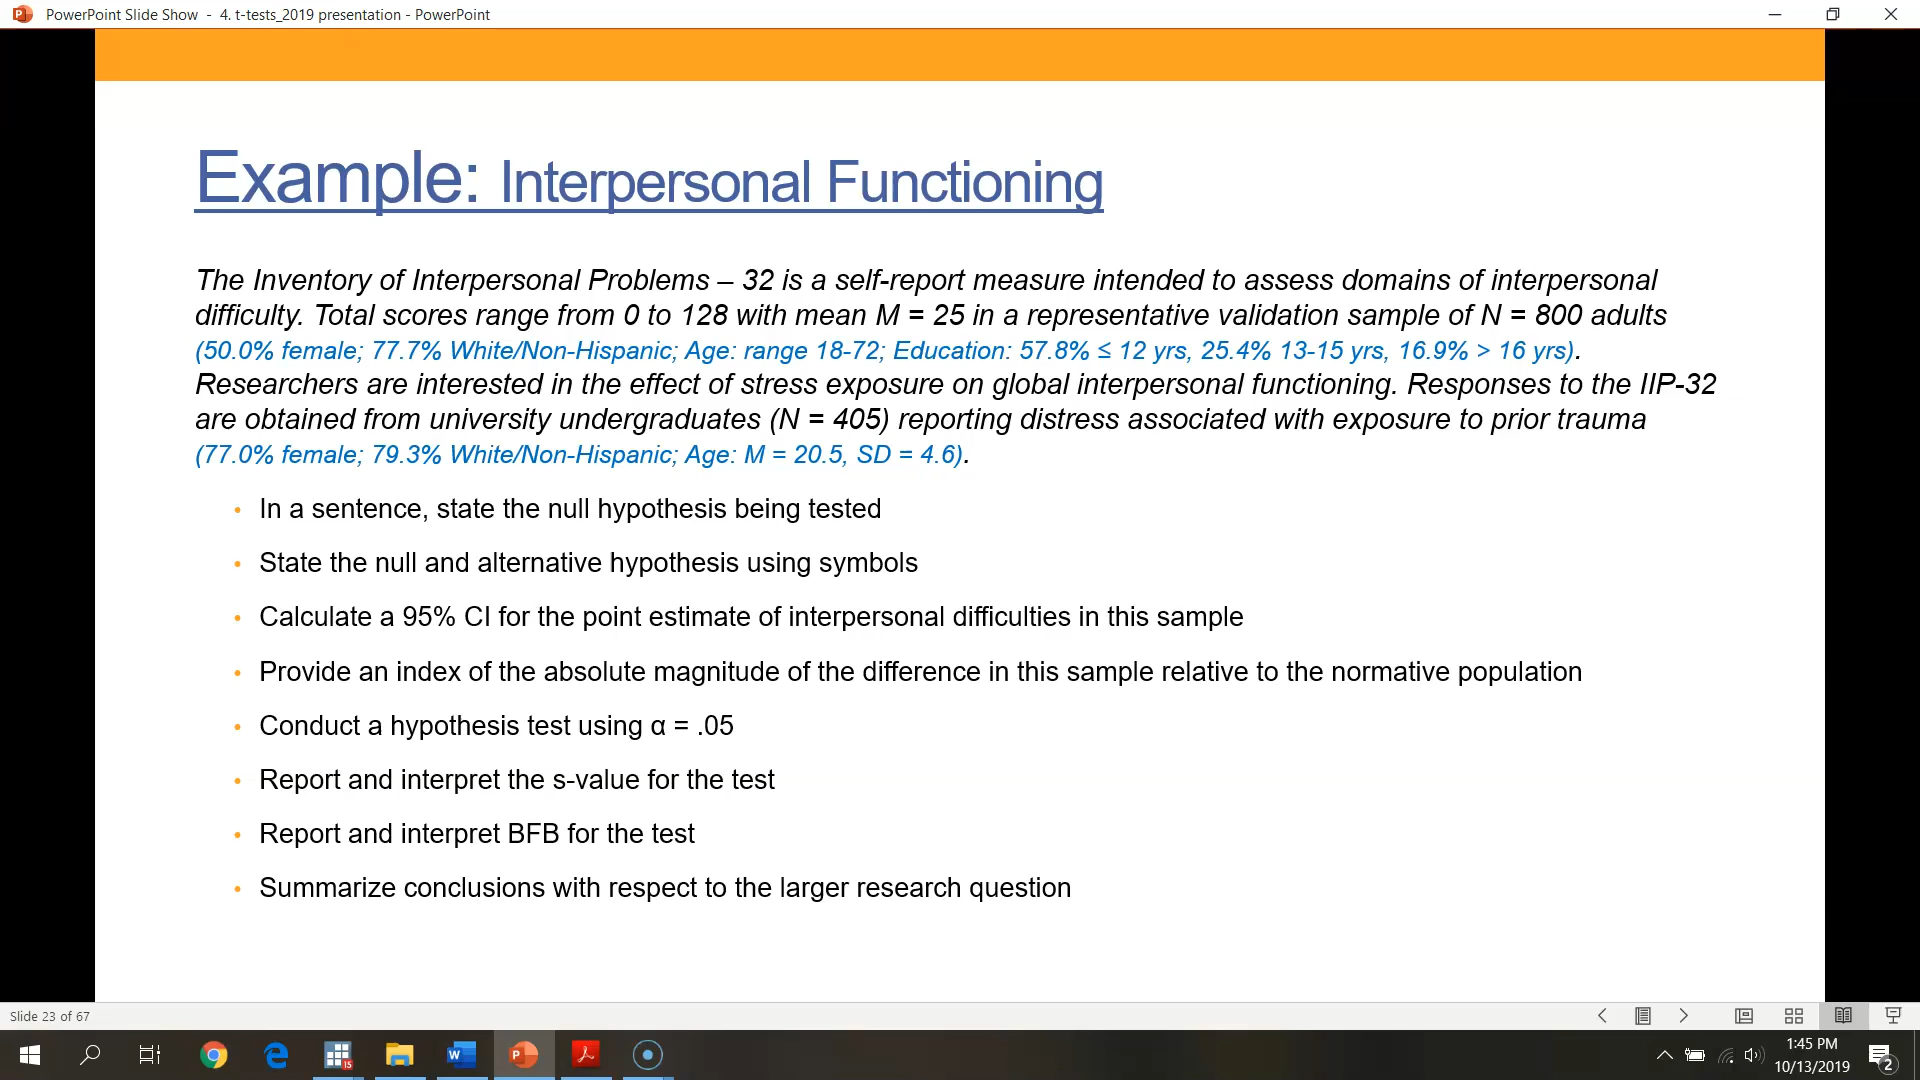 PowerPoint Slide Show - 4. t-tests_2019 presentation - PowerPoint
Example: Interpersonal Functioning
The Inventory of Interpersonal Problems – 32 is a self-report measure intended to assess domains of interpersonal
difficulty. Total scores range from 0 to 128 with mean M = 25 in a representative validation sample of N = 800 adults
(50.0% female; 77.7% White/Non-Hispanic; Age: range 18-72; Education: 57.8% ≤ 12 yrs, 25.4% 13-15 yrs, 16.9% > 16 yrs).
Researchers are interested in the effect of stress exposure on global interpersonal functioning. Responses to the IIP-32
are obtained from university undergraduates (N = 405) reporting distress associated with exposure to prior trauma
(77.0% female; 79.3% White/Non-Hispanic; Age: M = 20.5, SD = 4.6).
• In a sentence, state the null hypothesis being tested
• State the null and alternative hypothesis using symbols
• Calculate a 95% CI for the point estimate of interpersonal difficulties in this sample
• Provide an index of the absolute magnitude of the difference in this sample relative to the normative population
• Conduct a hypothesis test using α = .05
• Report and interpret the s-value for the test
• Report and interpret BFB for the test
• Summarize conclusions with respect to the larger research question
Slide 23 of 67
1:45 PM
10/13/2019
2
15